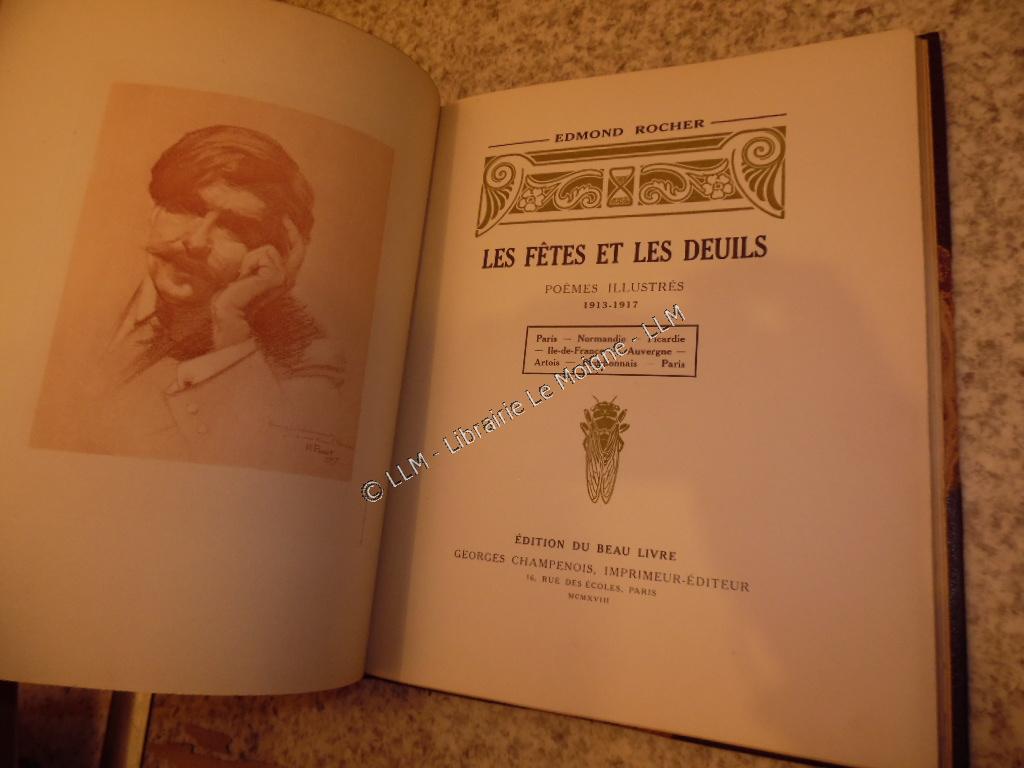 EDMOND ROCHER
LES FÊTES ET LES DEUILS
POÈMES ILLUSTRÉS
1913-1917
Paris — Normandie — Picardie
— Ile-de-France — Auvergne —
Artois — — Paris
ÉDITION DU BEAU LIVRE
GEORGES CHAMPENOIS, IMPRIMEUR-ÉDITEUR
16, RUE DES ÉCOLES, PARIS
MCMXVIII
© LLM - Librairie Le Moigne - LLM